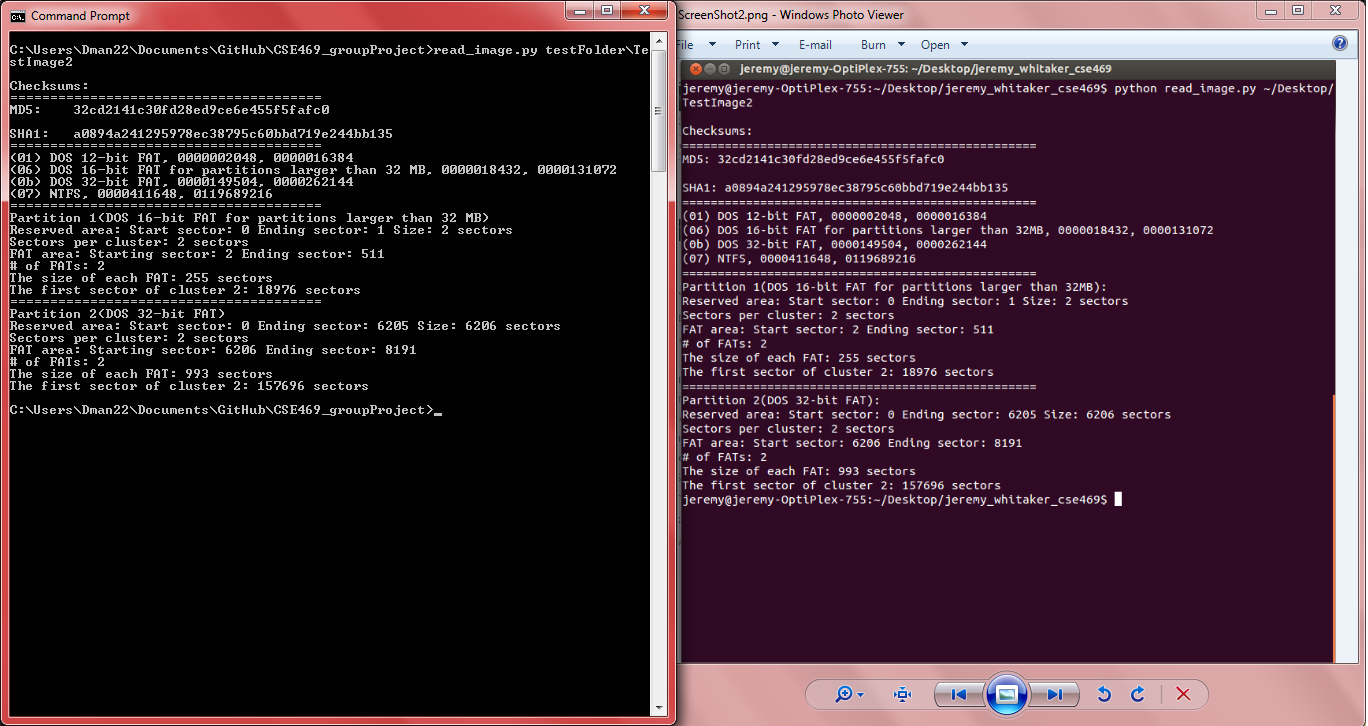 Command Prompt
C:\Users\Dman22\Documents\GitHub\CSE469_groupProject>read_image.py testFolder\Te
stImage2
Checksums:
=======================================
MD5:    32cd2141c30fd28ed9ce6e455f5fafc0
SHA1:   a0894a241295978ec38795c60bbd719e244bb135
=======================================
(01) DOS 12-bit FAT, 0000002048, 0000016384
(06) DOS 16-bit FAT for partitions larger than 32 MB, 0000018432, 0000131072
(0b) DOS 32-bit FAT, 0000149504, 0000262144
(07) NTFS, 0000411648, 0119689216
=======================================
Partition 1(DOS 16-bit FAT for partitions larger than 32 MB)
Reserved area: Start sector: 0 Ending sector: 1 Size: 2 sectors
Sectors per cluster: 2 sectors
FAT area: Starting sector: 2 Ending sector: 511
# of FATs: 2
The size of each FAT: 255 sectors
The first sector of cluster 2: 18976 sectors
=======================================
Partition 2(DOS 32-bit FAT)
Reserved area: Start sector: 0 Ending sector: 6205 Size: 6206 sectors
Sectors per cluster: 2 sectors
FAT area: Starting sector: 6206 Ending sector: 8191
# of FATs: 2
The size of each FAT: 993 sectors
The first sector of cluster 2: 157696 sectors
C:\Users\Dman22\Documents\GitHub\CSE469_groupProject>_
ScreenShot2.png - Windows Photo Viewer
File Print E-mail Burn Open
jeremy@jeremy-OptiPlex-755: ~/Desktop/jeremy_whitaker_cse469
jeremy@jeremy-OptiPlex-755:~/Desktop/jeremy_whitaker_cse469$ python read_image.py ~/Desktop/
TestImage2
Checksums:
==================================================
MD5: 32cd2141c30fd28ed9ce6e455f5fafc0
SHA1: a0894a241295978ec38795c60bbd719e244bb135
==================================================
(01) DOS 12-bit FAT, 0000002048, 0000016384
(06) DOS 16-bit FAT for partitions larger than 32MB, 0000018432, 0000131072
(0b) DOS 32-bit FAT, 0000149504, 0000262144
(07) NTFS, 0000411648, 0119689216
==================================================
Partition 1(DOS 16-bit FAT for partitions larger than 32MB):
Reserved area: Start sector: 0 Ending sector: 1 Size: 2 sectors
Sectors per cluster: 2 sectors
FAT area: Start sector: 2 Ending sector: 511
# of FATs: 2
The size of each FAT: 255 sectors
The first sector of cluster 2: 18976 sectors
==================================================
Partition 2(DOS 32-bit FAT):
Reserved area: Start sector: 0 Ending sector: 6205 Size: 6206 sectors
Sectors per cluster: 2 sectors
FAT area: Start sector: 6206 Ending sector: 8191
# of FATs: 2
The size of each FAT: 993 sectors
The first sector of cluster 2: 157696 sectors
jeremy@jeremy-OptiPlex-755:~/Desktop/jeremy_whitaker_cse469$